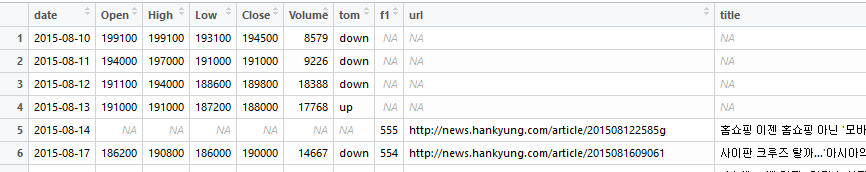 date Open High Low Close Volume tom f1 url title
1 2015-08-10 199100 199100 193100 194500 8579 down NA NA NA
2 2015-08-11 194000 197000 191000 191000 9226 down NA NA NA
3 2015-08-12 191100 194000 188600 189800 18388 down NA NA NA
4 2015-08-13 191000 191000 187200 188000 17768 up NA NA NA
5 2015-08-14 NA NA NA NA NA NA 555 http://news.hankyung.com/article/201508122585g 홈쇼핑 이젠 홈쇼핑 아닌 '모바
6 2015-08-17 186200 190800 186000 190000 14667 down 554 http://news.hankyung.com/article/2015081609061 사이판 크루즈 탈까...'아시아의